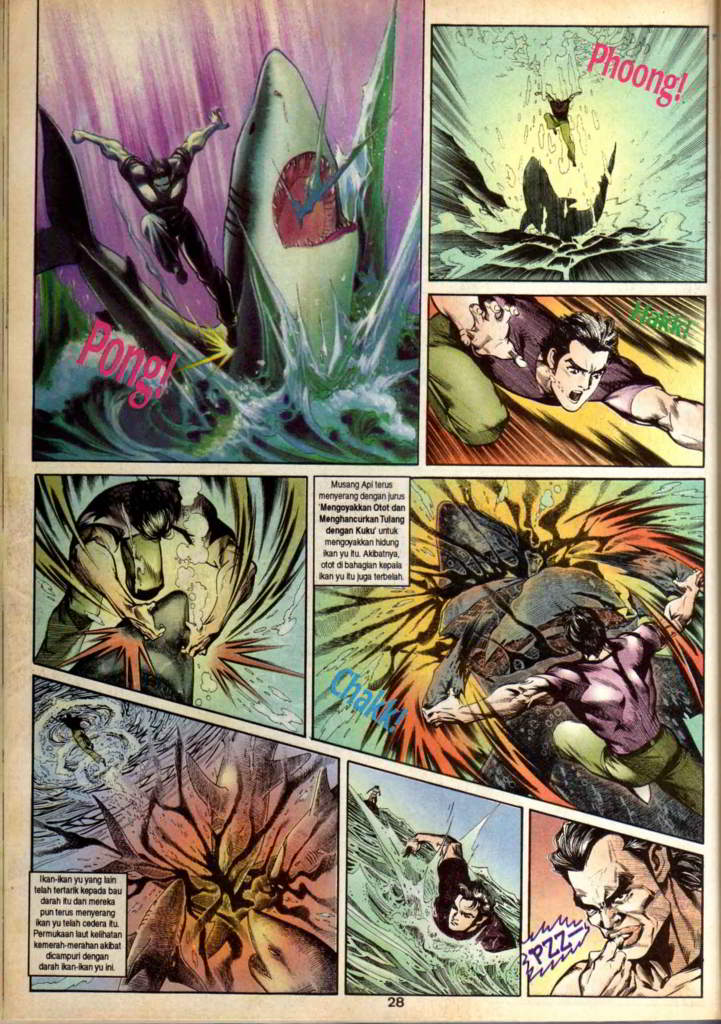 Pong!
Phoong!
Hakk!
Musang Api terus
menyerang dengan jurus
'Mengoyakkan Otot dan
Menghancurkan Tulang
dengan Kuku' untuk
mengoyakkan hidung
ikan yu itu. Akibatnya,
otot di bahagian kepala
ikan yu itu juga terbelah.
Chakk!
Ikan-ikan yu yang lain
telah tertarik kepada bau
darah itu dan mereka
pun terus menyerang
ikan yu telah cedera itu.
Permukaan laut kelihatan
kemerah-merahan akibat
dicampuri dengan
darah ikan-ikan yu ini.
PZZ
28